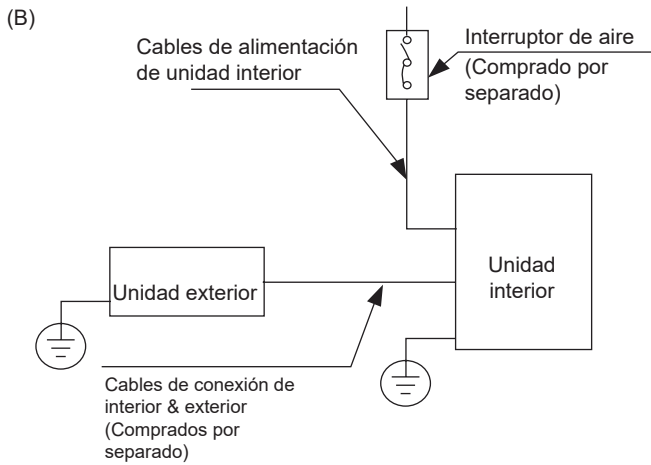 (B)
Cables de alimentación
de unidad interior
Interruptor de aire
(Comprado por
separado)
Unidad exterior
Unidad
interior
Cables de conexión de
interior & exterior
(Comprados por
separado)